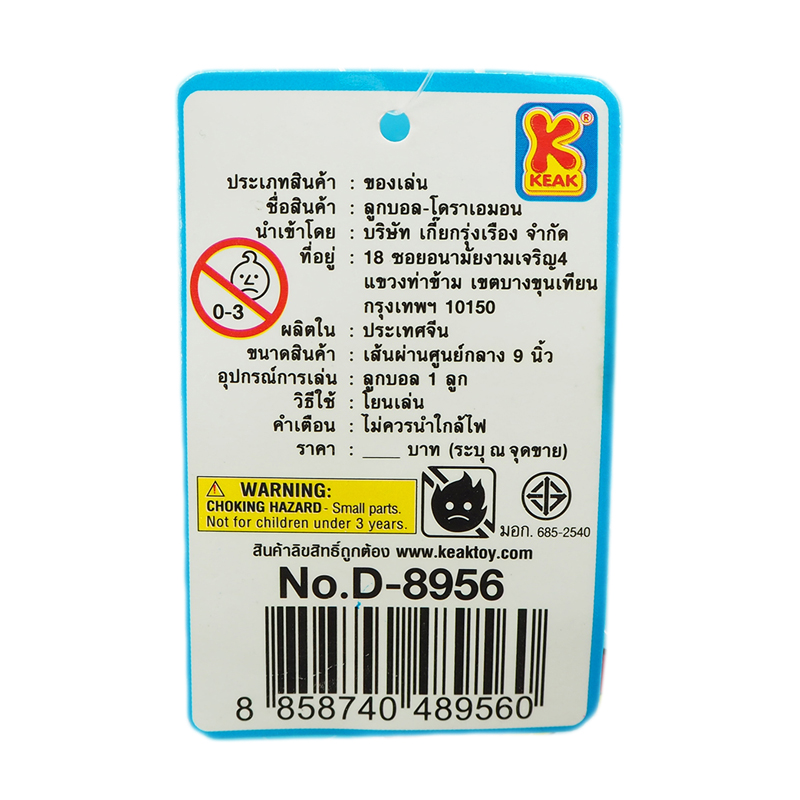 K®
KEAK
ประเภทสินค้า : ของเล่น
ชื่อสินค้า : ลูกบอล-โดราเอมอน
นำเข้าโดย : บริษัท เกี๊ยกรุ่งเรือง จำกัด
ที่อยู่ : 18 ซอยอนามัยงามเจริญ4
แขวงท่าข้าม เขตบางขุนเทียน
กรุงเทพฯ 10150
0-3
ผลิตใน : ประเทศจีน
ขนาดสินค้า : เส้นผ่านศูนย์กลาง 9 นิ้ว
อุปกรณ์การเล่น : ลูกบอล 1 ลูก
วิธีใช้ : โยนเล่น
คำเตือน : ไม่ควรนำใกล้ไฟ
ราคา : ___ บาท (ระบุ ณ จุดขาย)
WARNING:
CHOKING HAZARD - Small parts.
Not for children under 3 years.
มอก. 685-2540
สินค้าลิขสิทธิ์ถูกต้อง www.keaktoy.com
No.D-8956
8 858740 489560